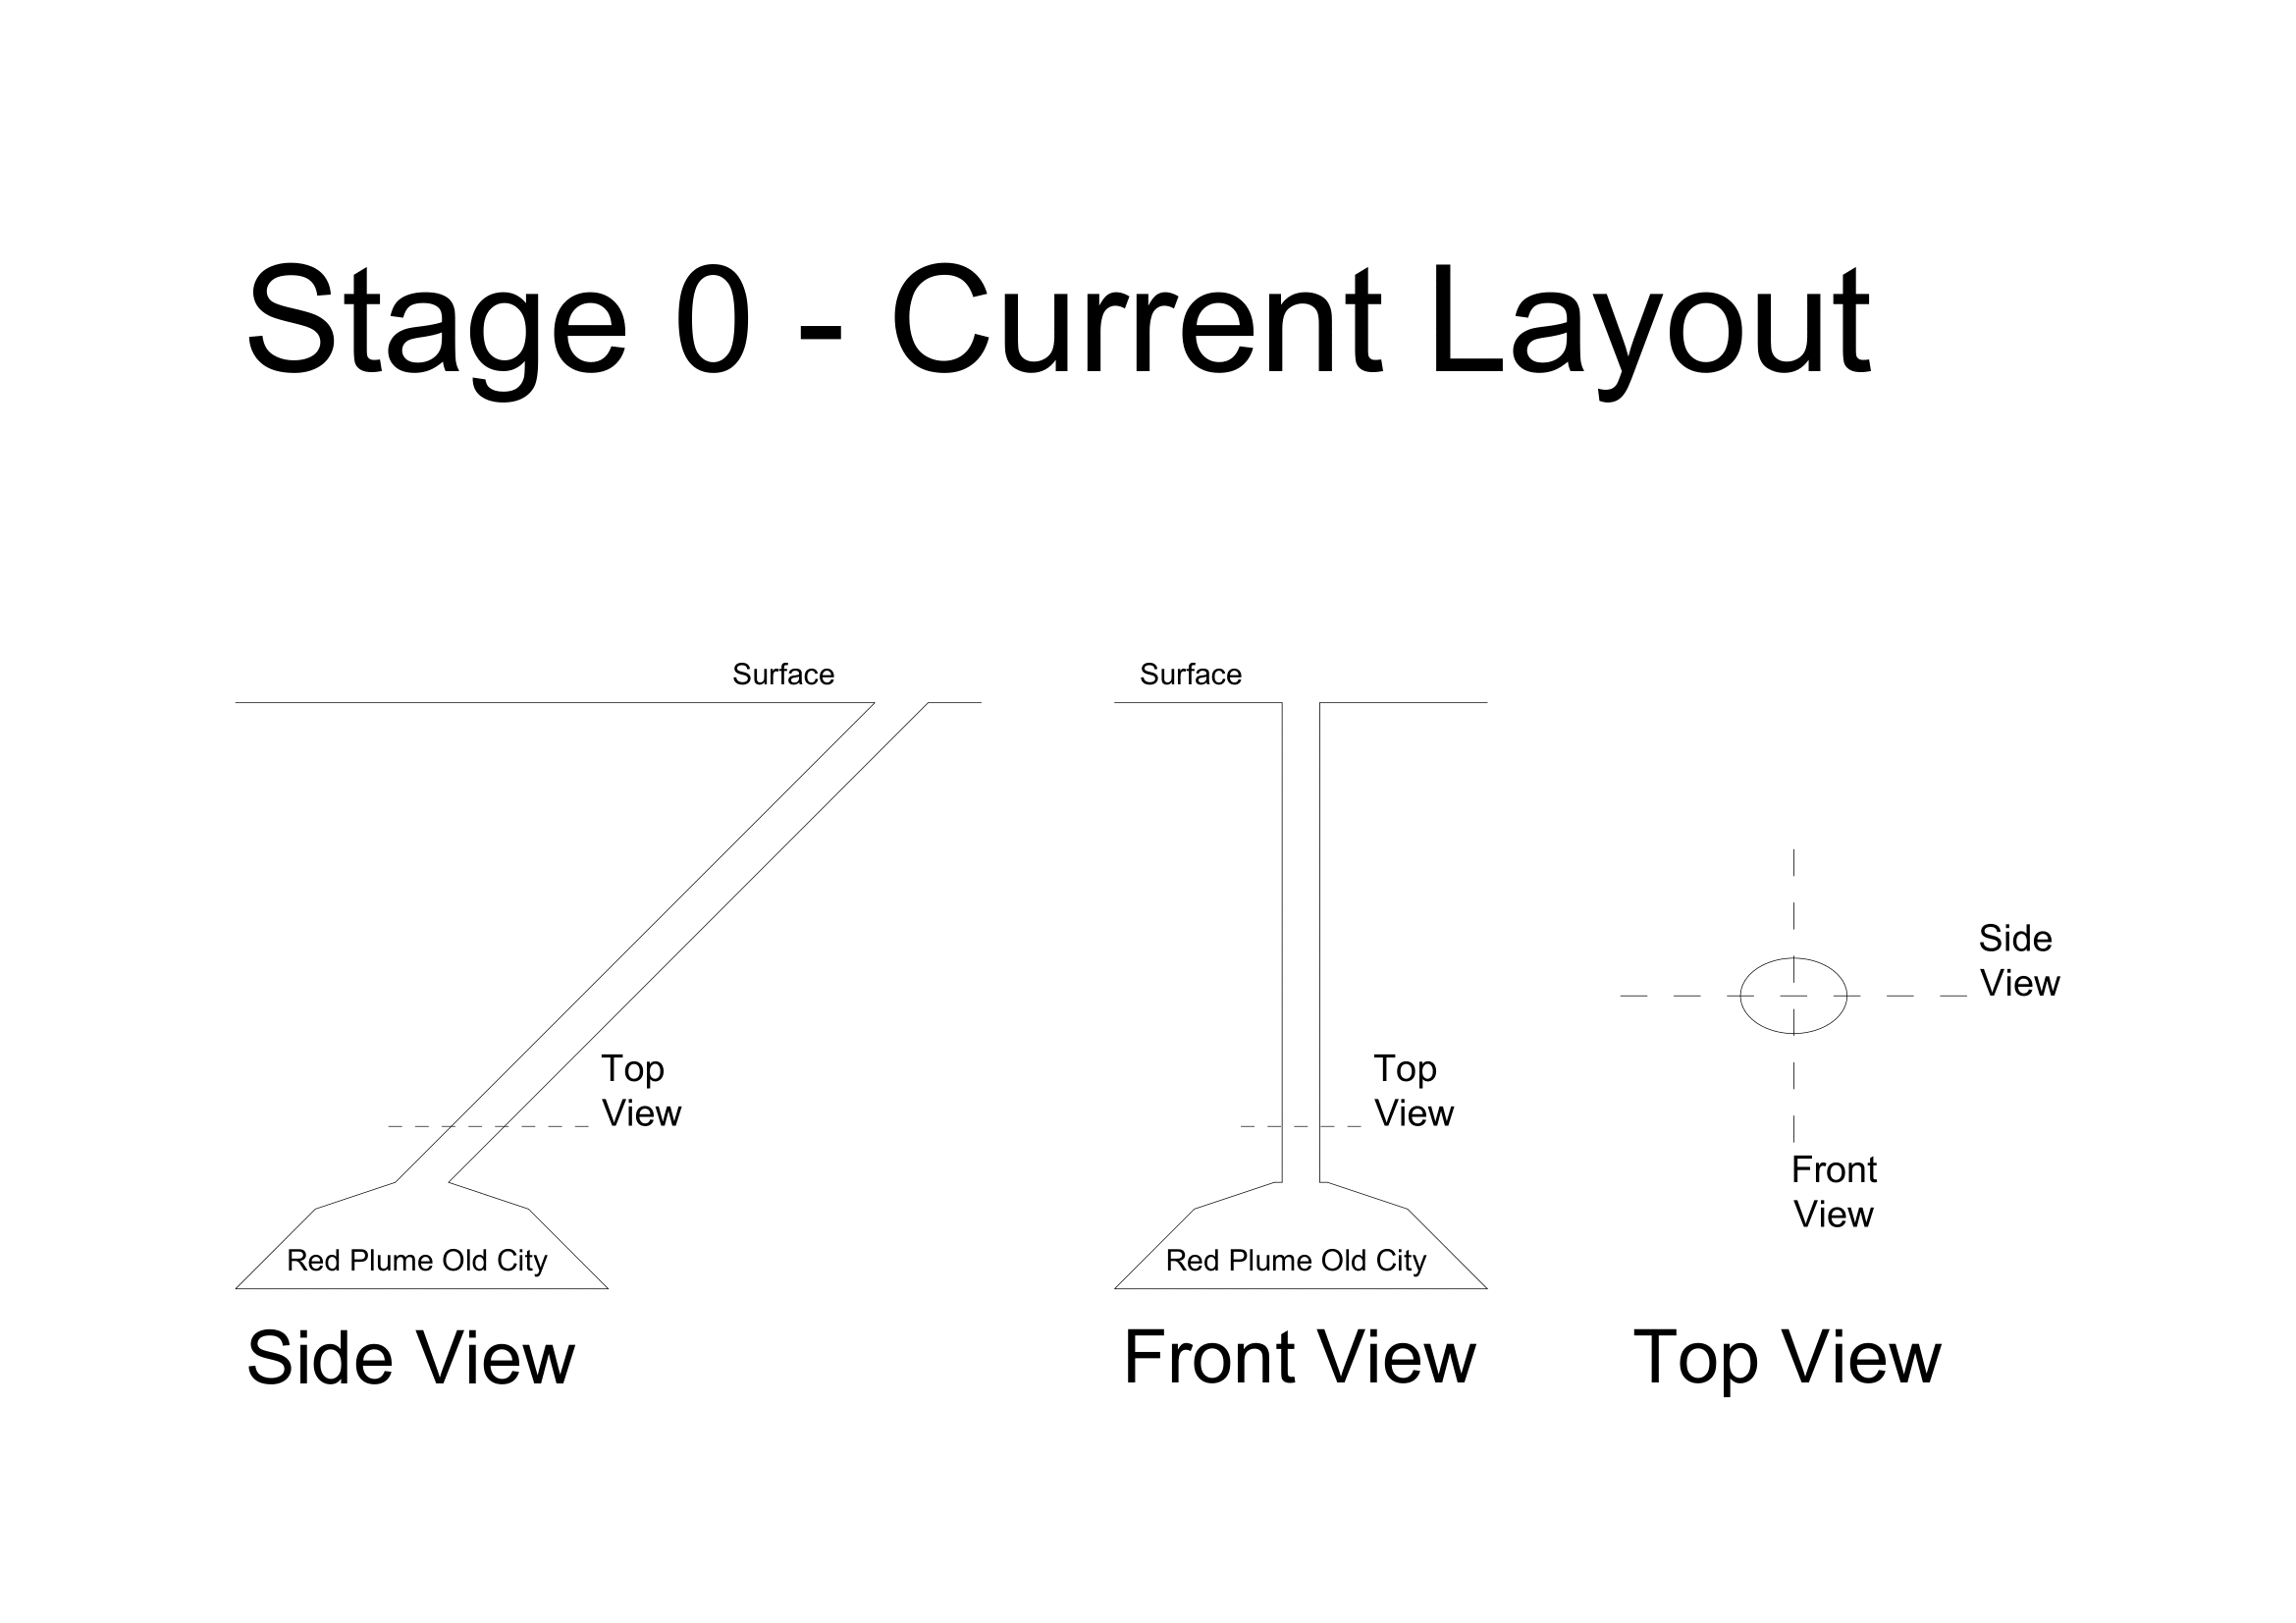 Stage 0 - Current Layout
Surface
Surface
Side
View
Top
View
Top
View
Front
View
Red Plume Old City
Red Plume Old City
Side View
Front View
Top View